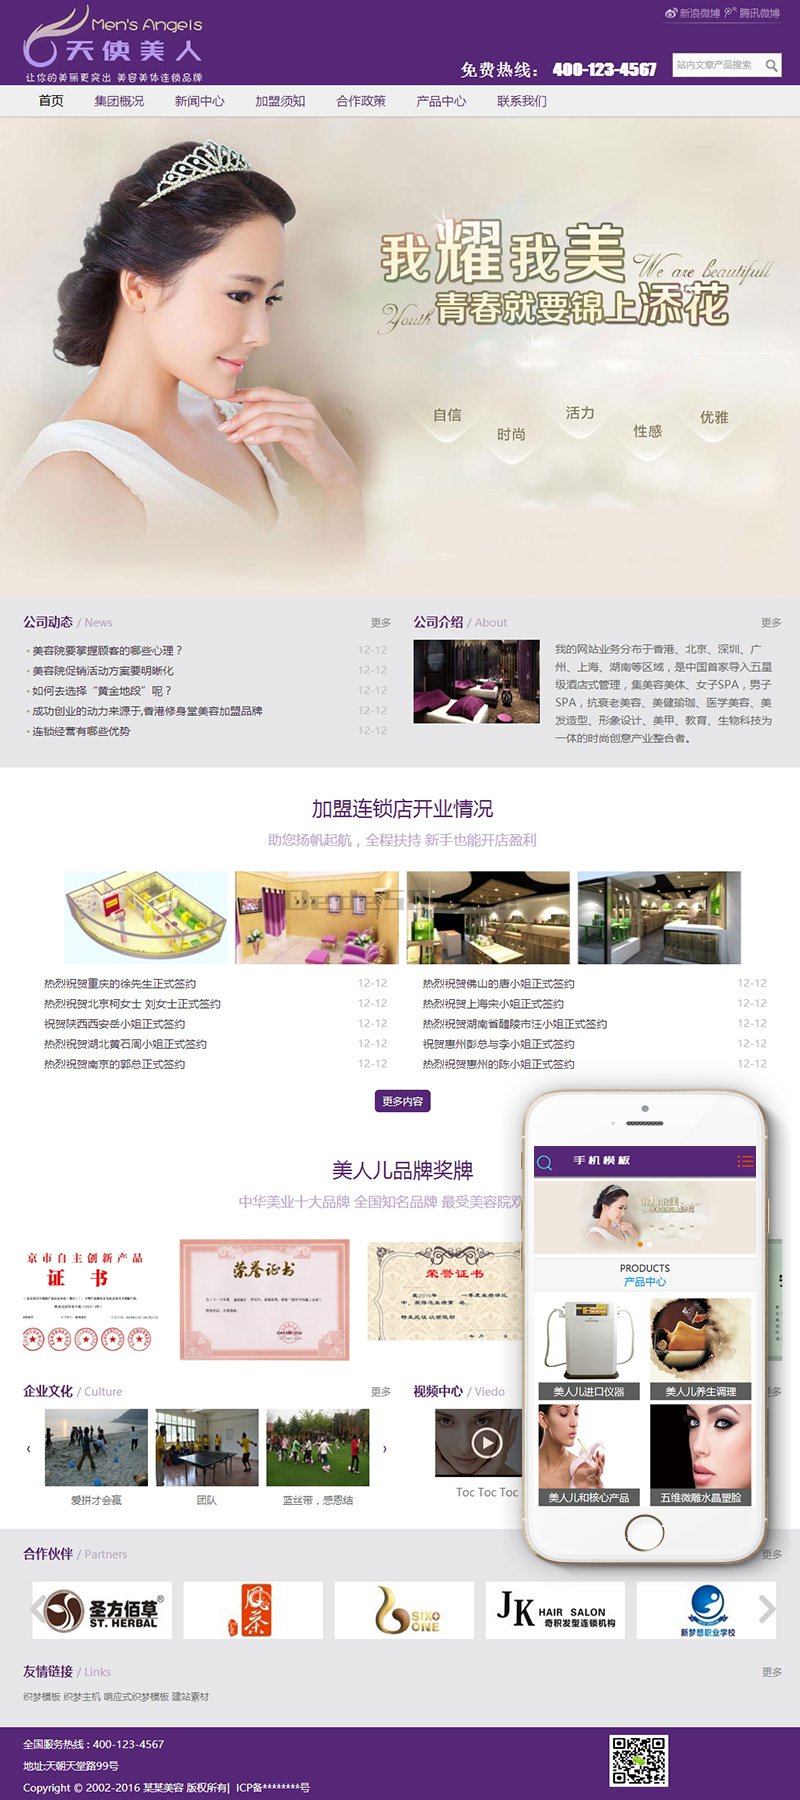 Men's Angels
天使美人
让你的美丽更突出 美容美体连锁品牌
新浪微博 腾讯微博
免费热线： 400-123-4567
站内文章产品搜索
首页 集团概况 新闻中心 加盟须知 合作政策 产品中心 联系我们
我耀我美
We are beautifull
Youth 青春就要锦上添花
自信 时尚 活力 性感 优雅
公司动态 / News 更多
美容院要掌握顾客的哪些心理？ 12-12
美容院促销活动方案要明晰化 12-12
如何去选择“黄金地段”呢？ 12-12
成功创业的动力来源于,香港修身堂美容加盟品牌 12-12
连锁经营有哪些优势 12-12
公司介绍 / About 更多
我的网站业务分布于香港、北京、深圳、广
州、上海、湖南等区域，是中国首家导入五星
级酒店式管理，集美容美体、女子SPA，男子
SPA，抗衰老美容、美健瑜珈、医学美容、美
发造型、形象设计、美甲、教育、生物科技为
一体的时尚创意产业整合者。
加盟连锁店开业情况
助您扬帆起航，全程扶持 新手也能开店盈利
热烈祝贺重庆的徐先生正式签约 12-12
热烈祝贺北京柯女士 刘女士正式签约 12-12
祝贺陕西西安岳小姐正式签约 12-12
热烈祝贺湖北黄石周小姐正式签约 12-12
热烈祝贺南京的郭总正式签约 12-12
热烈祝贺佛山的唐小姐正式签约 12-12
热烈祝贺上海宋小姐正式签约 12-12
热烈祝贺湖南省醴陵市汪小姐正式签约 12-12
祝贺惠州彭总与李小姐正式签约 12-12
热烈祝贺惠州的陈小姐正式签约 12-12
更多内容
美人儿品牌奖牌
中华美业十大品牌 全国知名品牌 最受美容院欢
京市自主创新产品
证 书
荣誉证书
荣誉证书
企业文化 / Culture 更多
爱拼才会赢
团队
蓝丝带，感恩结
视频中心 / Viedo
Toc Toc Toc
手机模板
我耀我美
青春就要锦上添花
PRODUCTS
产品中心
美人儿进口仪器
美人儿养生调理
美人儿和核心产品
五维微雕水晶塑脸
更多
合作伙伴 / Partners 更多
圣方佰草®
ST. HERBAL
风茶
SIXO
ONE
JK HAIR SALON
奇积发型连锁机构
新梦想职业学校
友情链接 / Links 更多
织梦模板 织梦主机 响应式织梦模板 建站素材
全国服务热线 : 400-123-4567
地址:天朝天堂路99号
Copyright © 2002-2016 某某美容 版权所有| ICP备********号